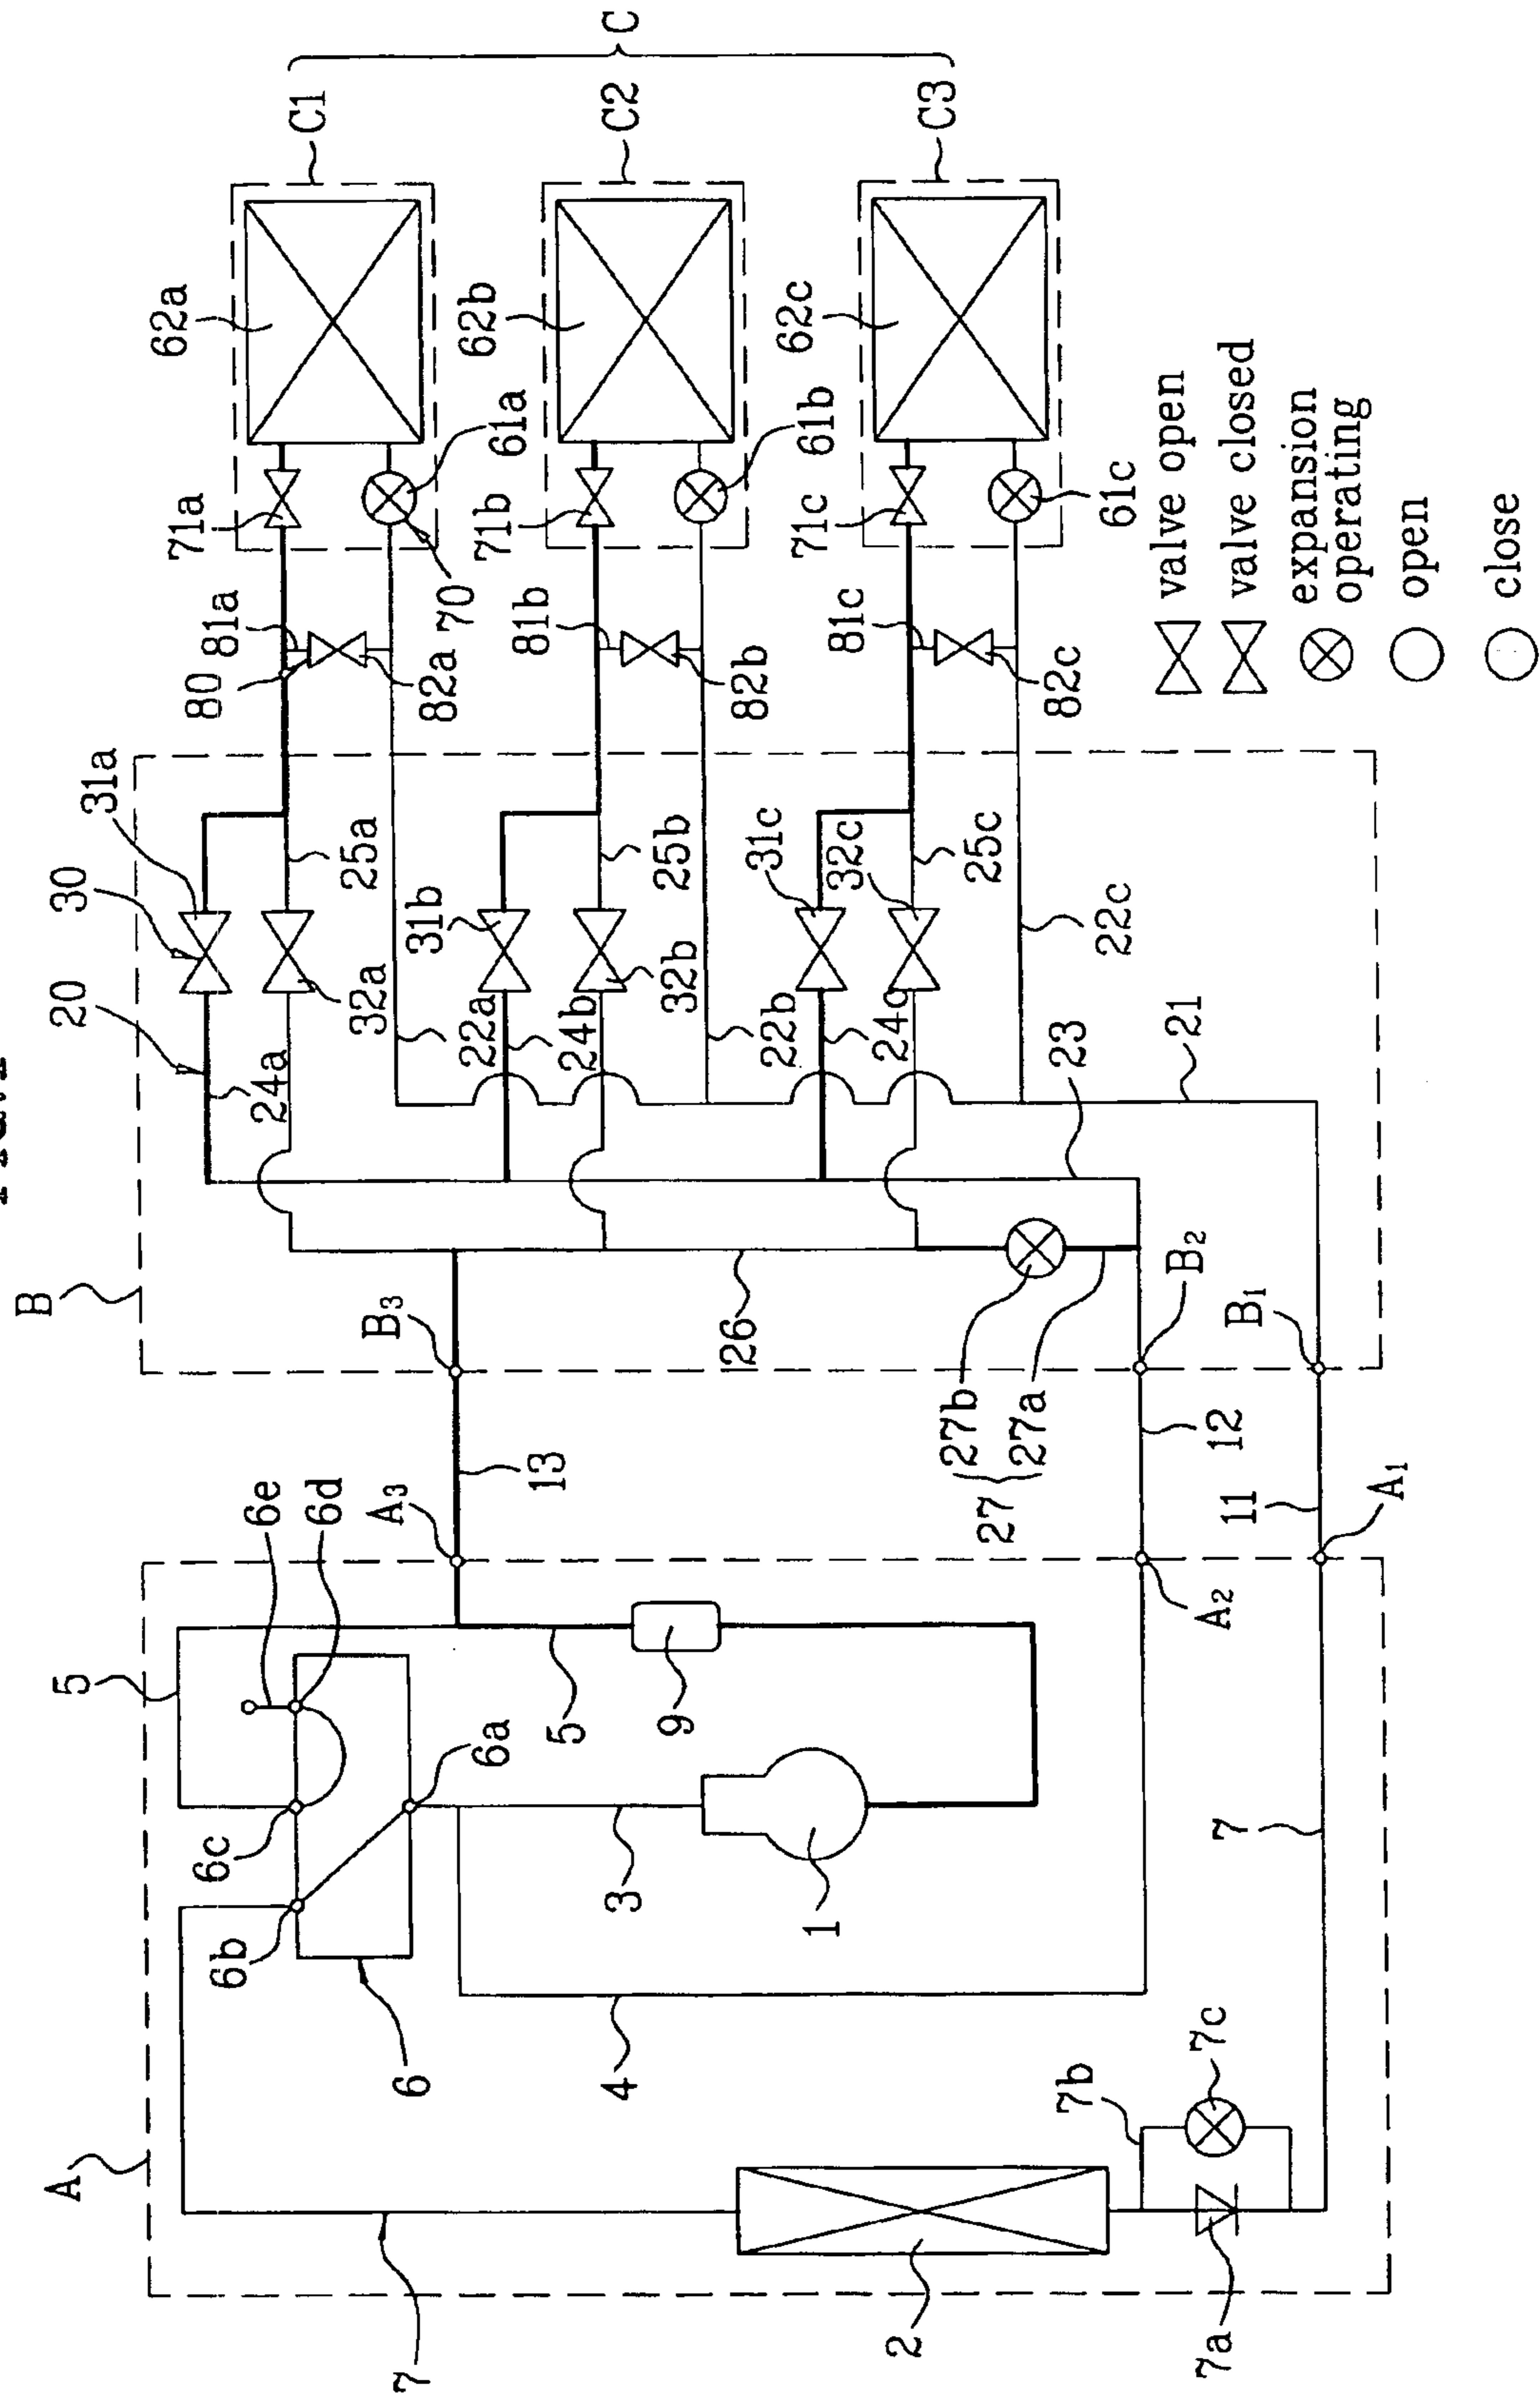 A
B
C
C1
C2
C3
62a
62b
62c
71a
71b
71c
61a
61b
61c
70
80
81a
81b
81c
82a
82b
82c
30
31a
31b
31c
20
32a
32b
32c
25a
25b
25c
24a
24b
24c
22a
22b
22c
21
23
26
27b
27a
27
B3
B2
B1
13
12
11
A3
A2
A1
6e
6d
6a
6c
6b
6
5
5
9
3
1
4
7
7
7b
7c
7a
2
valve open
valve closed
expansion
operating
open
close